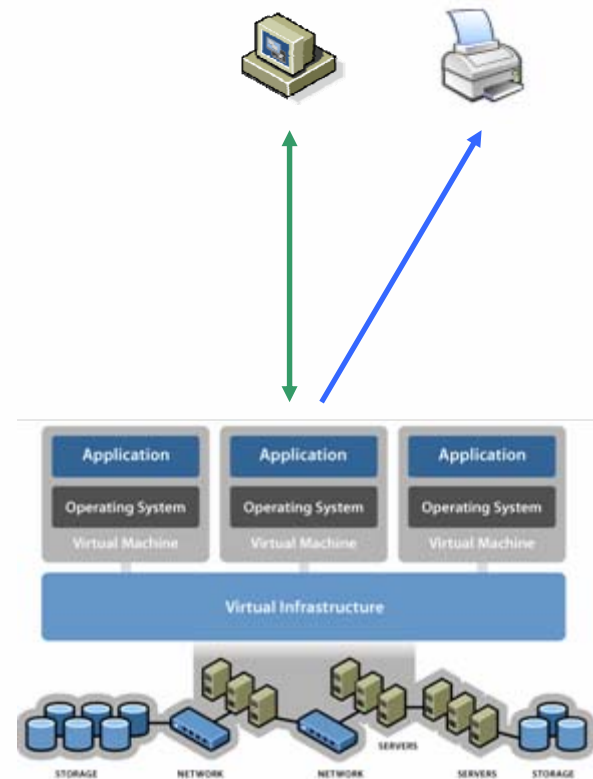 Application Application Application
Operating System Operating System Operating System
Virtual Machine Virtual Machine Virtual Machine
Virtual Infrastructure
SERVERS
STORAGE NETWORK NETWORK SERVERS STORAGE